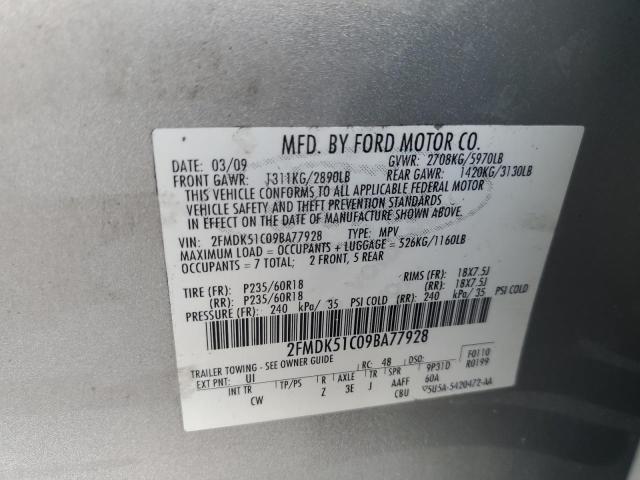 MFD. BY FORD MOTOR CO.
DATE: 03/09 GVWR: 2708KG/5970LB
FRONT GAWR: 1311KG/2890LB REAR GAWR: 1420KG/3130LB
THIS VEHICLE CONFORMS TO ALL APPLICABLE FEDERAL MOTOR
VEHICLE SAFETY AND THEFT PREVENTION STANDARDS
IN EFFECT ON THE DATE OF MANUFACTURE SHOWN ABOVE.
VIN: 2FMDK51C09BA77928 TYPE: MPV
MAXIMUM LOAD = OCCUPANTS + LUGGAGE = 526KG/1160LB
OCCUPANTS = 7 TOTAL; 2 FRONT, 5 REAR
TIRE (FR): P235/60R18 RIMS (FR): 18X7.5J
(RR): P235/60R18 (RR): 18X7.5J
PRESSURE (FR): 240 kPa/ 35 PSI COLD (RR): 240 kPa/ 35 PSI COLD
2FMDK51C09BA77928
TRAILER TOWING - SEE OWNER GUIDE
EXT PNT: UI RC: 48 DSO: 9P31D F0110
R0199
INT TR TP/PS R AXLE TR SPR 60A
CW Z 3E J AAFF
CBU 5U5A-5420472-AA